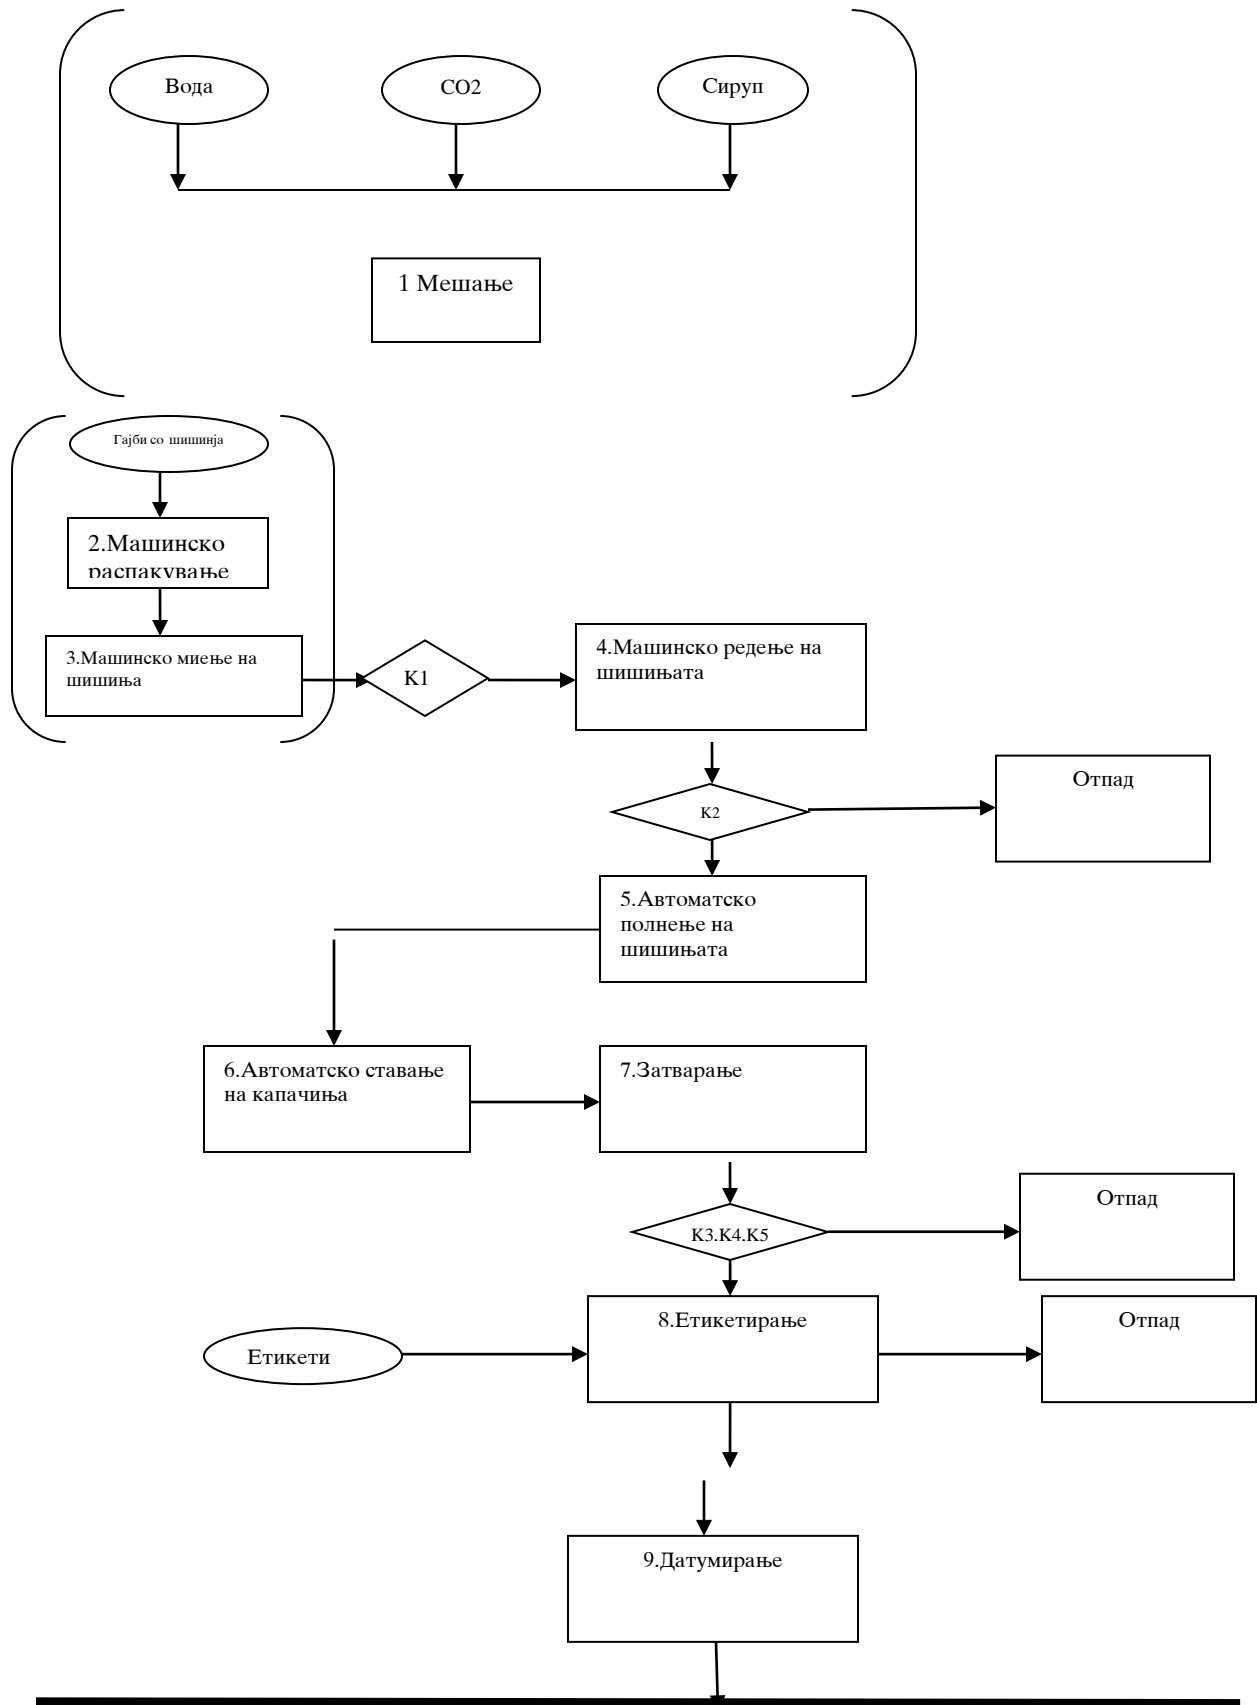 Вода
CO2
Сируп
1 Мешање
Гајби со шишинја
2.Машинско
распакување
3.Машинско миење на
шишиња
К1
4.Машинско редење на
шишињата
К2
Отпад
5.Автоматско
полнење на
шишињата
6.Автоматско ставање
на капачиња
7.Затварање
К3.К4.К5
Отпад
8.Етикетирање
Отпад
Етикети
9.Датумирање